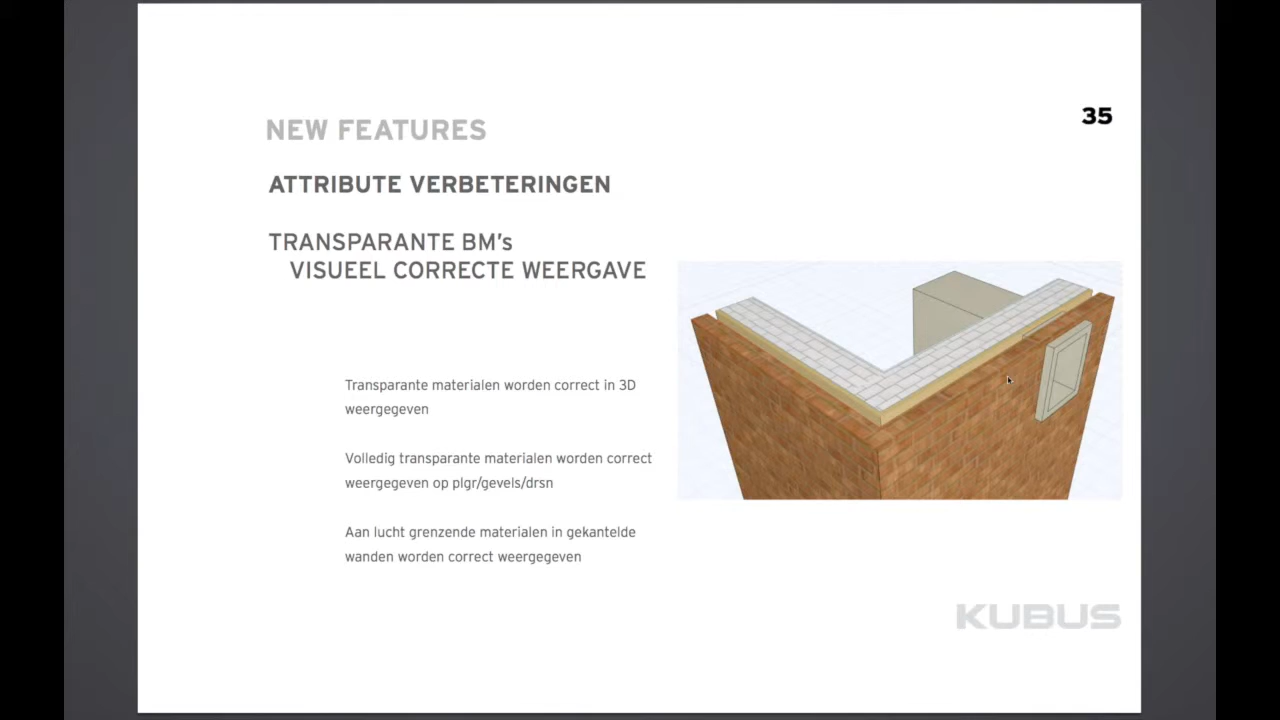 35
NEW FEATURES
ATTRIBUTE VERBETERINGEN
TRANSPARANTE BM’s
VISUEEL CORRECTE WEERGAVE
Transparante materialen worden correct in 3D
weergegeven
Volledig transparante materialen worden correct
weergegeven op plgr/gevels/drsn
Aan lucht grenzende materialen in gekantelde
wanden worden correct weergegeven
KUBUS